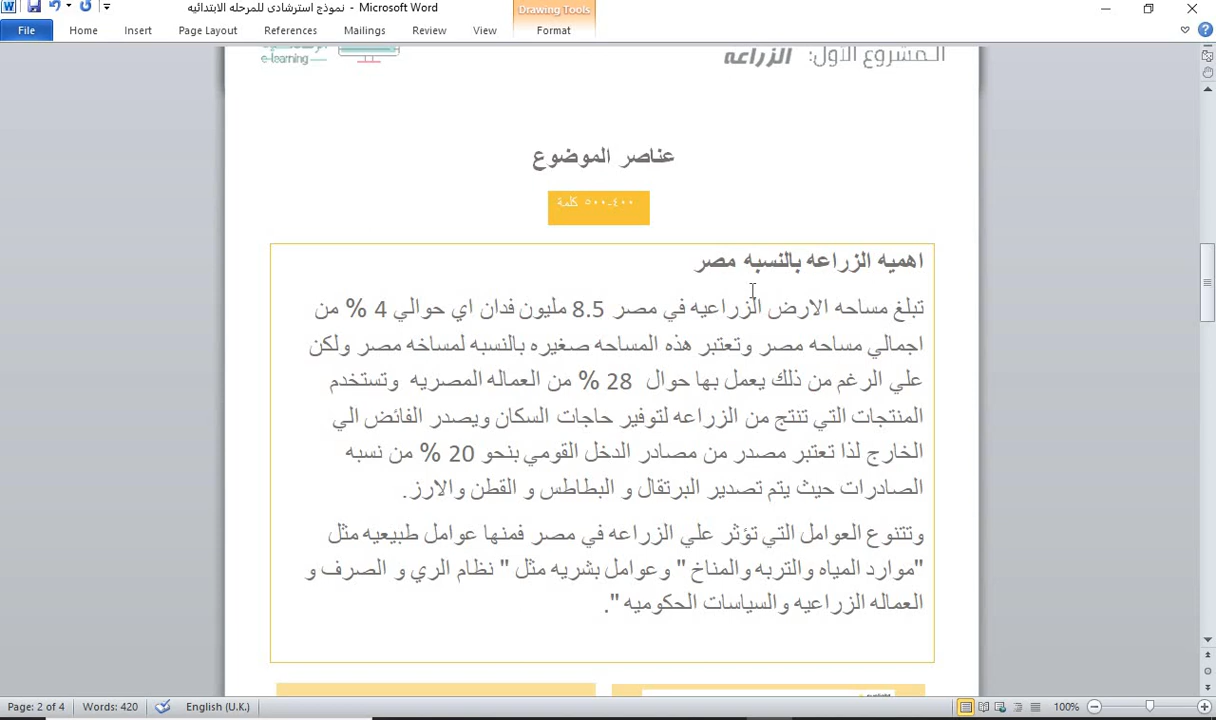 نموذج استرشادى للمرحله الابتدائيه - Microsoft Word
Drawing Tools
File Home Insert Page Layout References Mailings Review View Format
e-learning
المشروع الأول: الزراعه
عناصر الموضوع
٤٠٠-٥٠٠ كلمة
اهميه الزراعه بالنسبه مصر
تبلغ مساحه الارض الزراعيه في مصر 8.5 مليون فدان اي حوالي 4 % من
اجمالي مساحه مصر وتعتبر هذه المساحه صغيره بالنسبه لمساخه مصر ولكن
علي الرغم من ذلك يعمل بها حوال 28 % من العماله المصريه وتستخدم
المنتجات التي تنتج من الزراعه لتوفير حاجات السكان ويصدر الفائض الي
الخارج لذا تعتبر مصدر من مصادر الدخل القومي بنحو 20 % من نسبه
الصادرات حيث يتم تصدير البرتقال و البطاطس و القطن والارز.
وتتنوع العوامل التي تؤثر علي الزراعه في مصر فمنها عوامل طبيعيه مثل
"موارد المياه والتربه والمناخ " وعوامل بشريه مثل " نظام الري و الصرف و
العماله الزراعيه والسياسات الحكوميه ".
Page: 2 of 4 Words: 420 English (U.K.) 100%